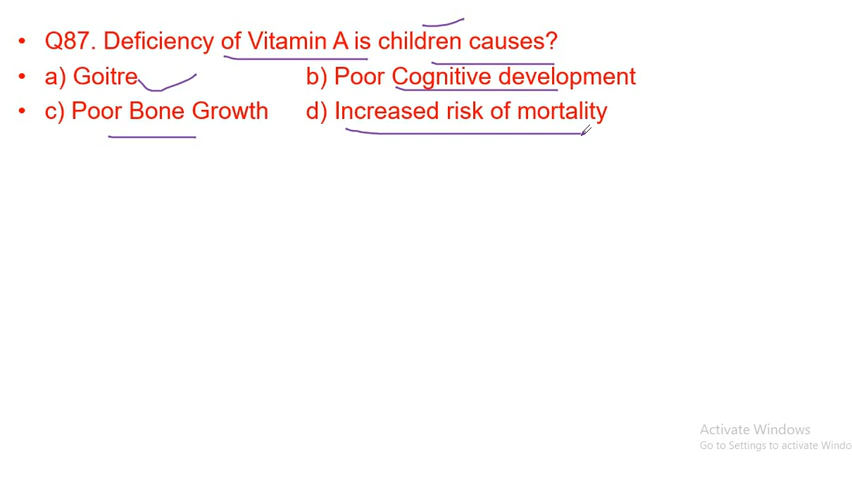 • Q87. Deficiency of Vitamin A is children causes?
• a) Goitre b) Poor Cognitive development
• c) Poor Bone Growth d) Increased risk of mortality
Activate Windows
Go to Settings to activate Windo